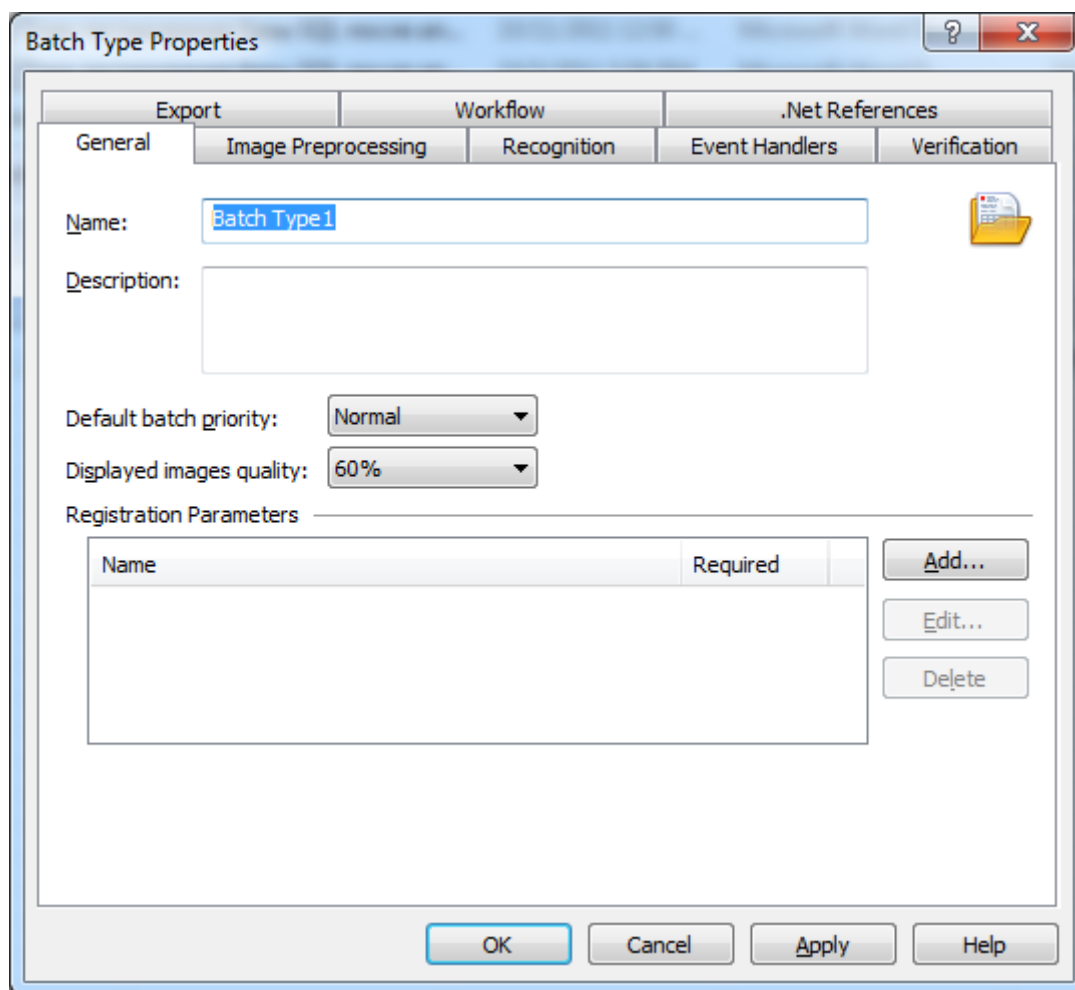 Batch Type Properties
Export Workflow .Net References
General Image Preprocessing Recognition Event Handlers Verification
Name: Batch Type1
Description:
Default batch priority: Normal
Displayed images quality: 60%
Registration Parameters
Name Required Add...
Edit...
Delete
OK Cancel Apply Help